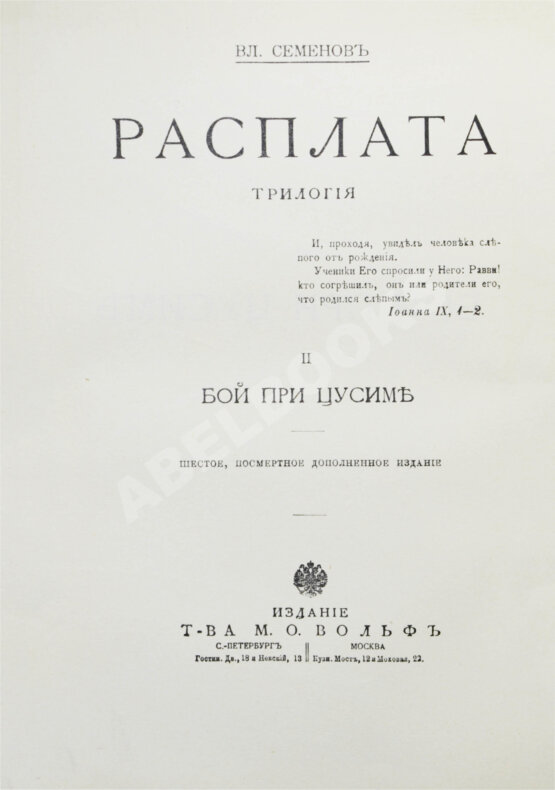 ВЛ. СЕМЕНОВЪ
РАСПЛАТА
ТРИЛОГІЯ
И, проходя, увидѣлъ человѣка слѣ-
пого отъ рожденія.
Ученики Его спросили у Него: Равви!
кто согрѣшилъ, онъ или родители его,
что родился слѣпымъ?
Іоанна IX, 1—2.
II
БОЙ ПРИ ЦУСИМѢ
ШЕСТОЕ, ПОСМЕРТНОЕ ДОПОЛНЕННОЕ ИЗДАНІЕ
ИЗДАНІЕ
Т-ВА М. О. ВОЛЬФЪ
С.-ПЕТЕРБУРГЪ МОСКВА
Гостин. Дв., 18 и Невскій, 13 Кузн. Мостъ, 12 и Моховая, 22.
ABELBOOKS